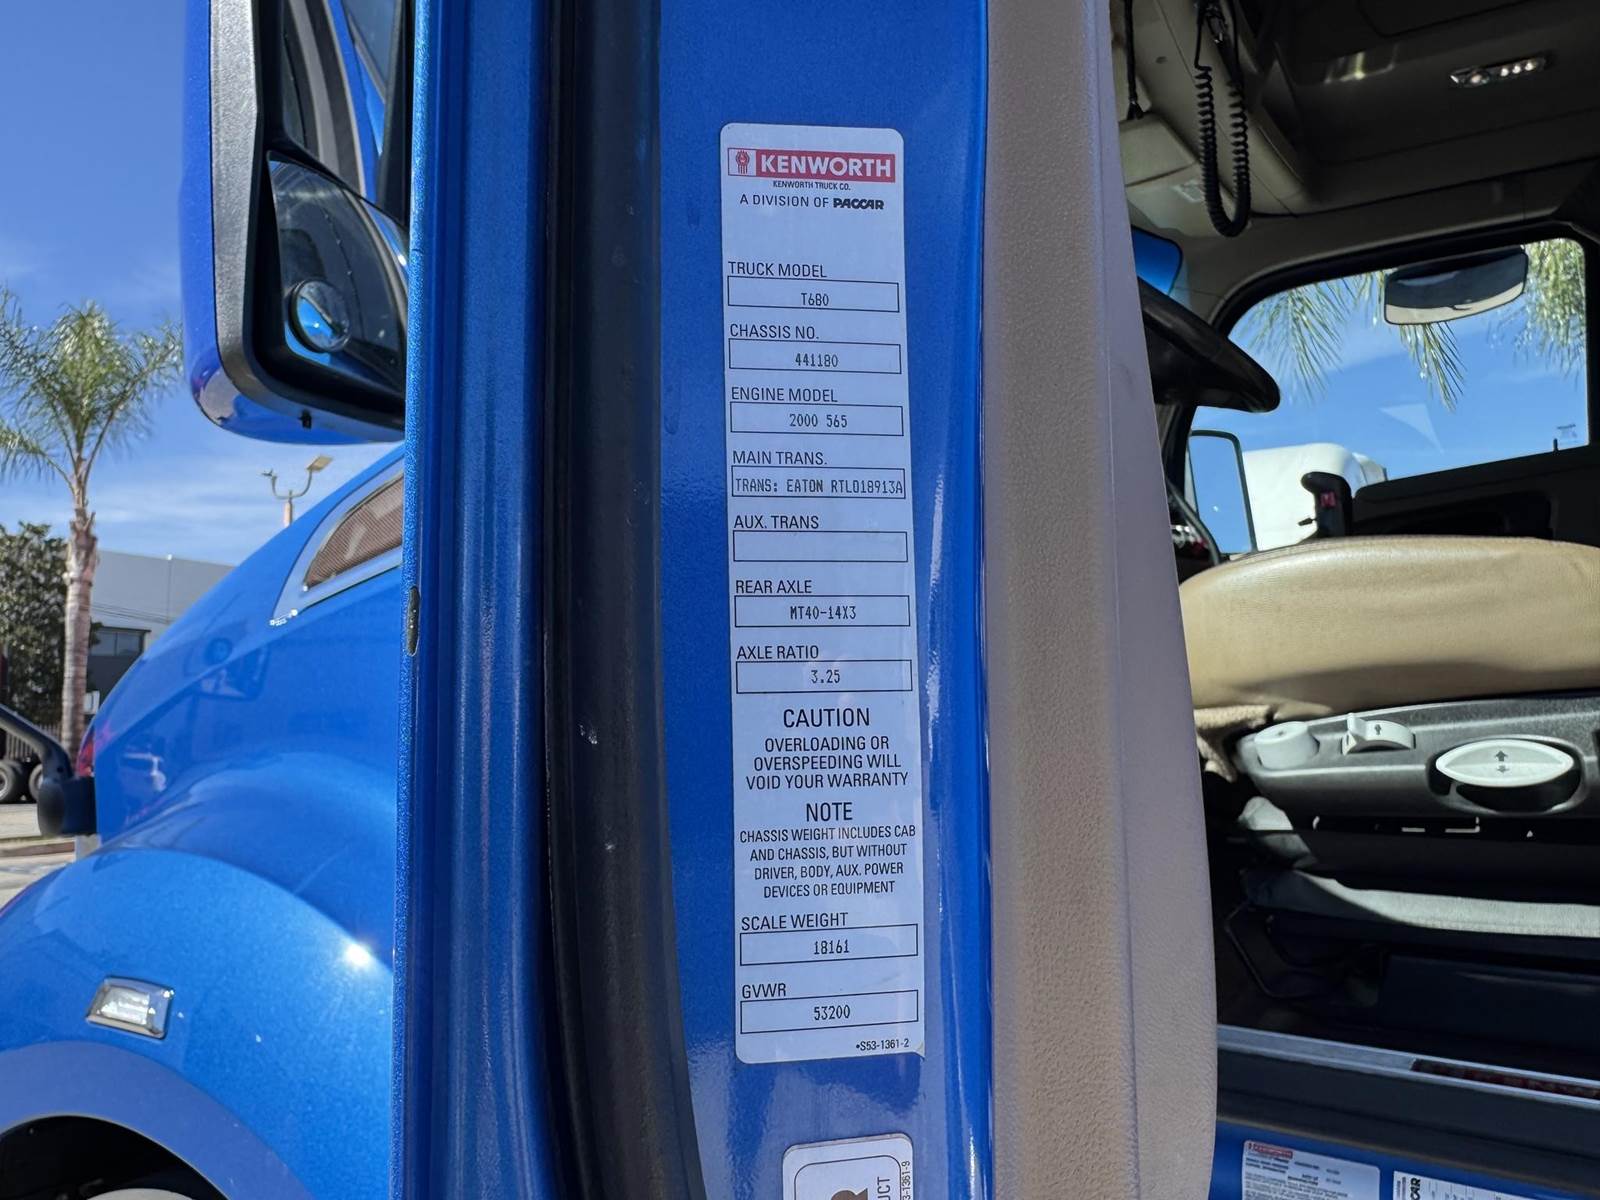 KENWORTH
KENWORTH TRUCK CO.
A DIVISION OF PACCAR
TRUCK MODEL
T680
CHASSIS NO.
441180
ENGINE MODEL
2000 565
MAIN TRANS.
TRANS: EATON RTLO18913A
AUX. TRANS
REAR AXLE
MT40-14X3
AXLE RATIO
3.25
CAUTION
OVERLOADING OR
OVERSPEEDING WILL
VOID YOUR WARRANTY
NOTE
CHASSIS WEIGHT INCLUDES CAB
AND CHASSIS, BUT WITHOUT
DRIVER, BODY, AUX. POWER
DEVICES OR EQUIPMENT
SCALE WEIGHT
18161
GVWR
53200
•S53-1361-2
KENWORTH